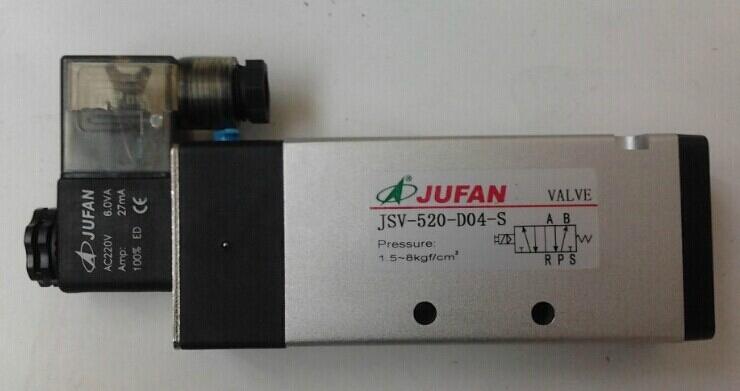 JUFAN
AC220V 6.0VA
Amp: 27mA
100% ED CE
® JUFAN VALVE
JSV-520-D04-S
Pressure:
1.5~8kgf/cm²
A B
R P S